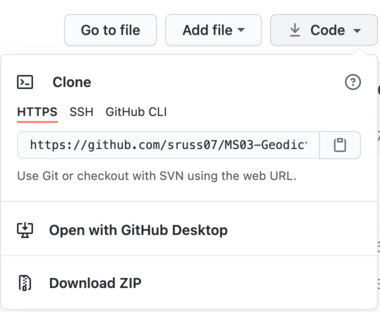 Go to file Add file Code
Clone
HTTPS SSH GitHub CLI
https://github.com/sruss07/MS03-Geodic
Use Git or checkout with SVN using the web URL.
Open with GitHub Desktop
Download ZIP